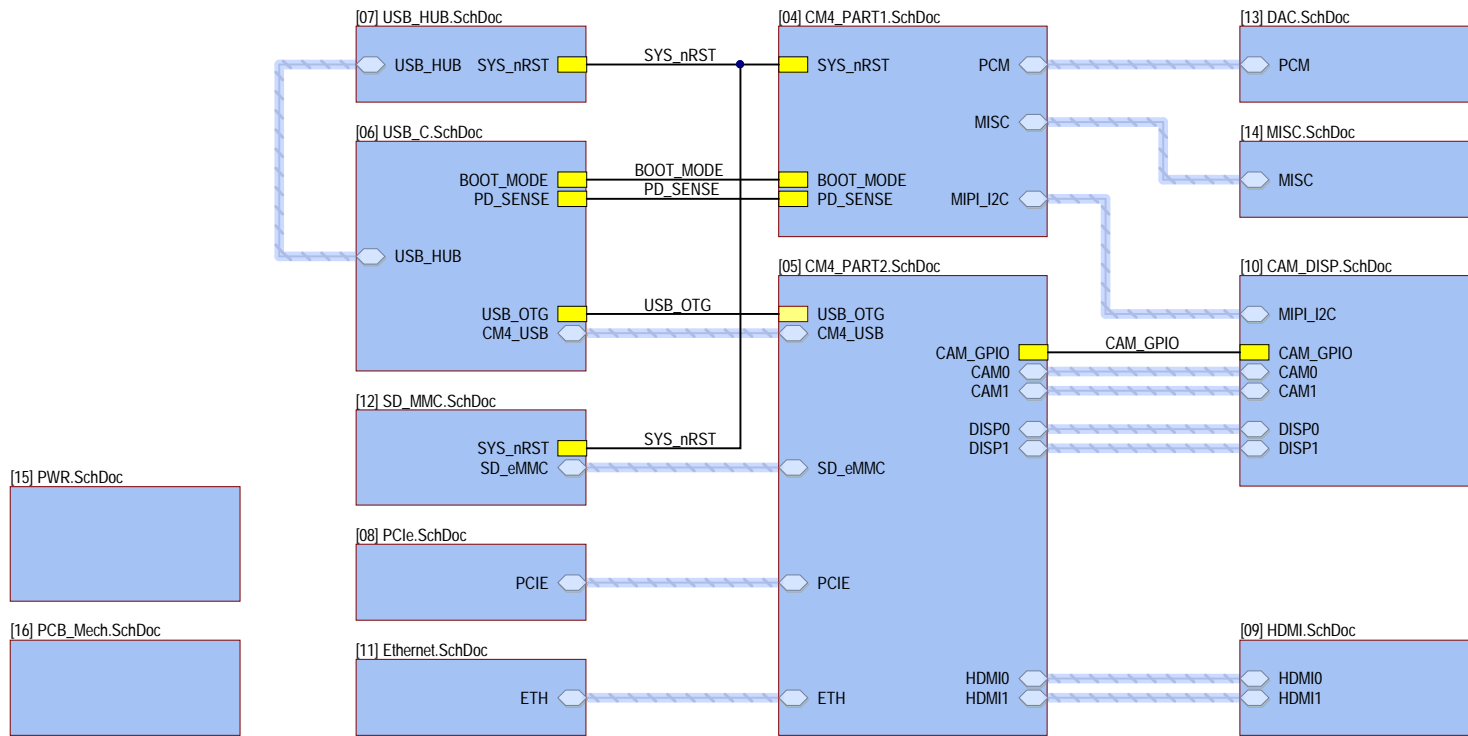 [07] USB_HUB.SchDoc
USB_HUB
SYS_nRST
SYS_nRST
[04] CM4_PART1.SchDoc
SYS_nRST
PCM
MISC
BOOT_MODE
PD_SENSE
MIPI_I2C
[13] DAC.SchDoc
PCM
[14] MISC.SchDoc
MISC
[06] USB_C.SchDoc
BOOT_MODE
PD_SENSE
USB_HUB
USB_OTG
CM4_USB
BOOT_MODE
PD_SENSE
USB_OTG
[05] CM4_PART2.SchDoc
USB_OTG
CM4_USB
CAM_GPIO
CAM0
CAM1
DISP0
DISP1
SD_eMMC
PCIE
HDMI0
ETH
HDMI1
CAM_GPIO
[10] CAM_DISP.SchDoc
MIPI_I2C
CAM_GPIO
CAM0
CAM1
DISP0
DISP1
[12] SD_MMC.SchDoc
SYS_nRST
SD_eMMC
SYS_nRST
[15] PWR.SchDoc
[08] PCIe.SchDoc
PCIE
[16] PCB_Mech.SchDoc
[11] Ethernet.SchDoc
ETH
[09] HDMI.SchDoc
HDMI0
HDMI1